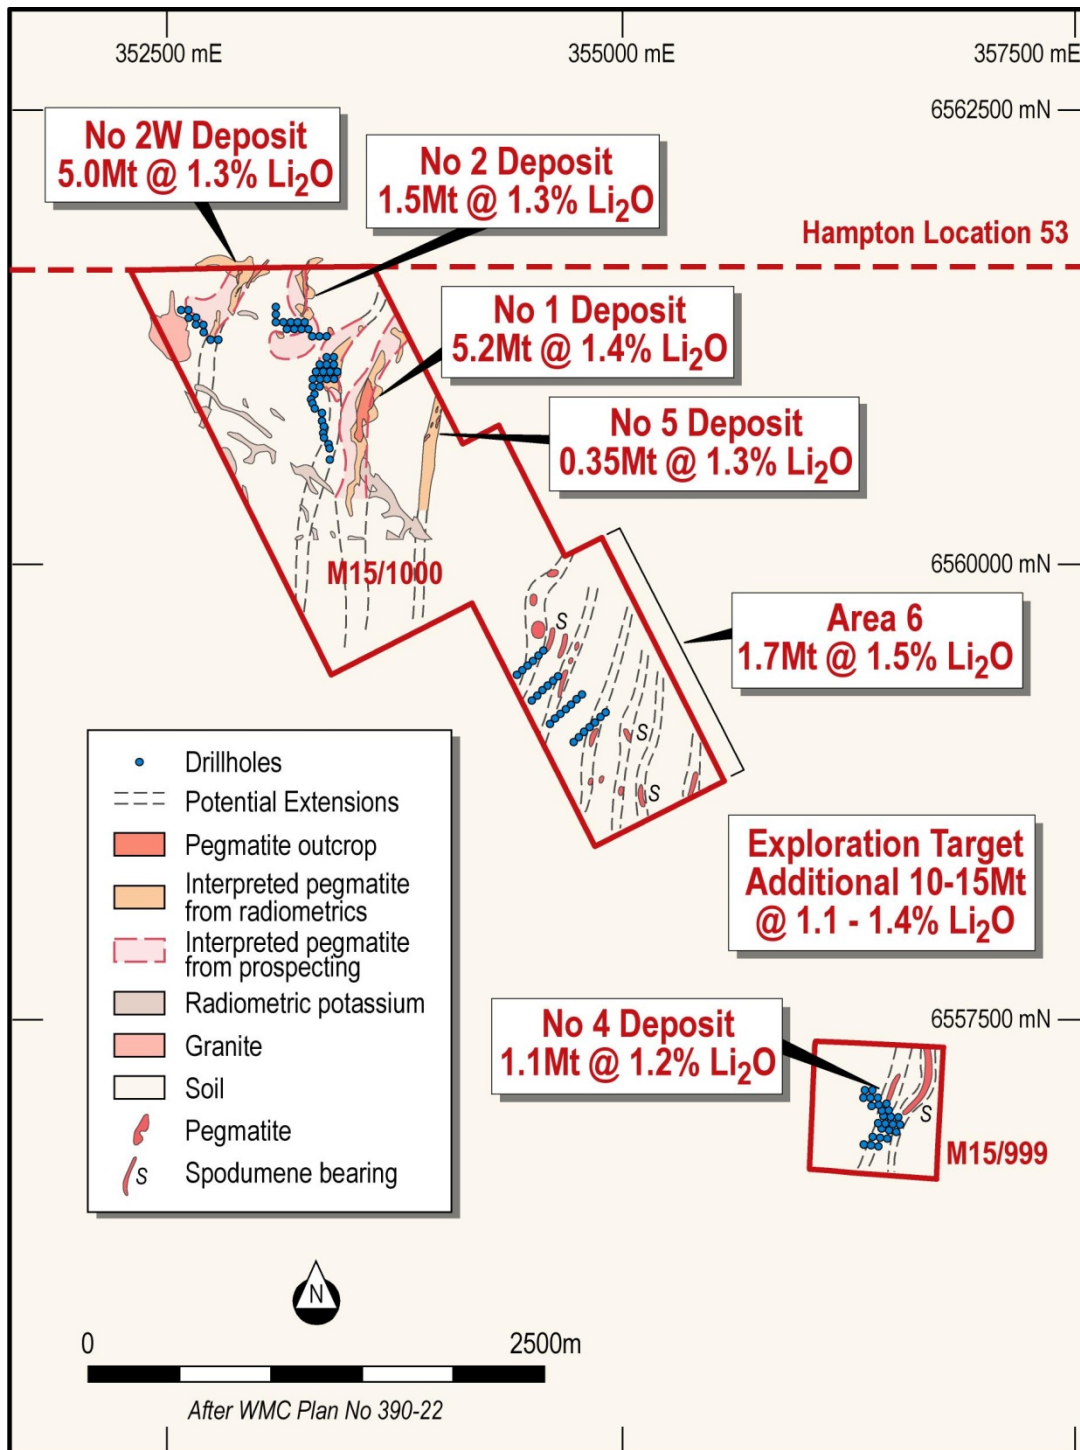 352500 mE
355000 mE
357500 mE
6562500 mN
No 2W Deposit
5.0Mt @ 1.3% Li₂O
No 2 Deposit
1.5Mt @ 1.3% Li₂O
Hampton Location 53
No 1 Deposit
5.2Mt @ 1.4% Li₂O
No 5 Deposit
0.35Mt @ 1.3% Li₂O
6560000 mN
M15/1000
S
Area 6
1.7Mt @ 1.5% Li₂O
S
S
Drillholes
Potential Extensions
Pegmatite outcrop
Interpreted pegmatite
from radiometrics
Interpreted pegmatite
from prospecting
Radiometric potassium
Granite
Soil
Pegmatite
S
Spodumene bearing
Exploration Target
Additional 10-15Mt
@ 1.1 - 1.4% Li₂O
6557500 mN
No 4 Deposit
1.1Mt @ 1.2% Li₂O
S
M15/999
N
0
2500m
After WMC Plan No 390-22